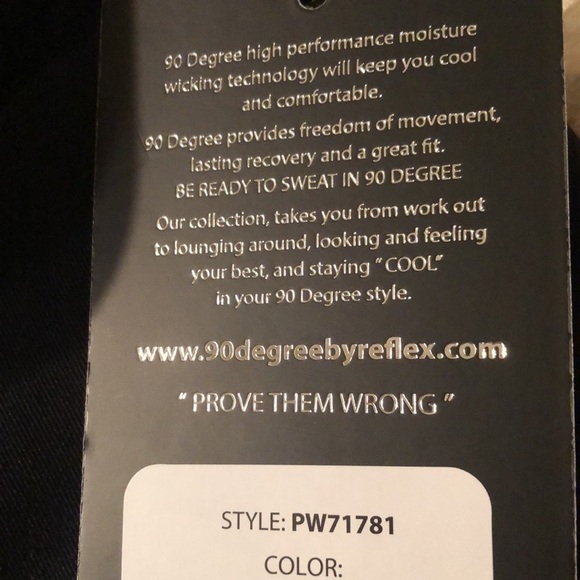 90 Degree high performance moisture
wicking technology will keep you cool
and comfortable.
90 Degree provides freedom of movement,
lasting recovery and a great fit.
BE READY TO SWEAT IN 90 DEGREE
Our collection, takes you from work out
to lounging around, looking and feeling
your best, and staying "COOL"
in your 90 Degree style.
www.90degreebyreflex.com
"PROVE THEM WRONG"
STYLE: PW71781
COLOR: